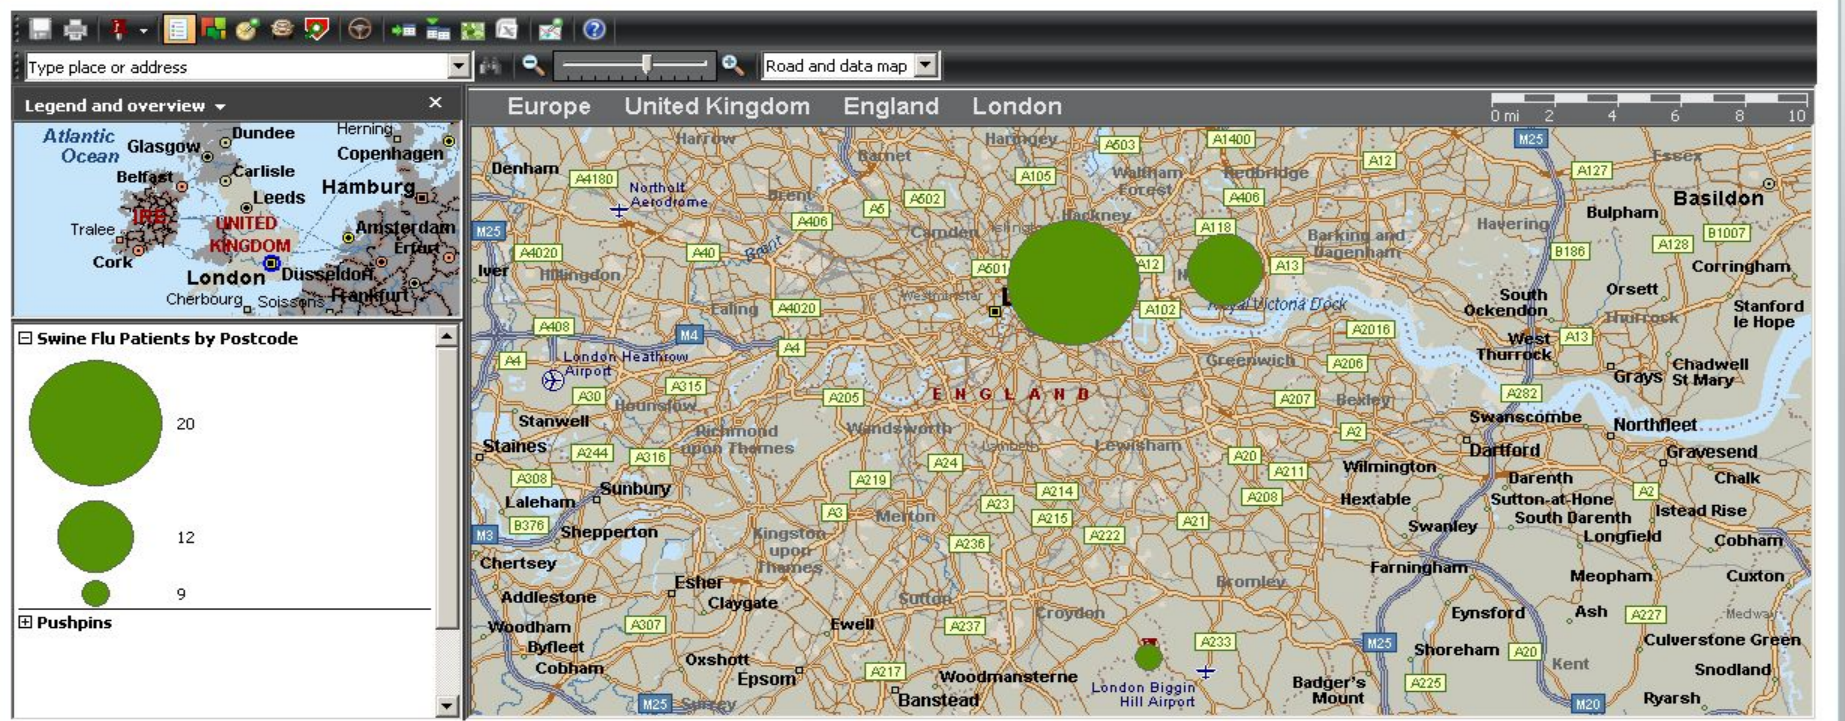 Type place or address
Road and data map
Legend and overview
Europe United Kingdom England London
0 mi 2 4 6 8 10
Atlantic
Ocean
Dundee
Herning
Glasgow
Copenhagen
Belfast
Carlisle
Leeds
Hamburg
IRE
UNITED
KINGDOM
Tralee
Amsterdam
Erfurt
Cork
London
Düsseldorf
Cherbourg
Soissons
Frankfurt
Swine Flu Patients by Postcode
20
12
9
Pushpins
Harrow
Haringey
A503
A1400
M25
Barnet
A12
Essex
Denham
A4180
A105
Waltham
Forest
Redbridge
A127
Basildon
Northolt
Aerodrome
Brent
A502
A406
A5
A406
Hackney
Bulpham
M25
Camden
A118
Havering
B1007
Barking and
Dagenham
A128
A4020
A40
Brent
B186
Iver
Hillingdon
A501
A12
A13
Corringham
Westminster
South
Ockendon
Orsett
Stanford
le Hope
Ealing
A4020
A102
Royal Victoria Dock
Thurrock
A408
M4
A2016
West
Thurrock
A13
A4
London Heathrow
Airport
A4
Greenwich
A206
Chadwell
St Mary
Grays
A315
A30
Hounslow
A205
ENGLAND
A207
Bexley
A282
Stanwell
Richmond
upon Thames
Wandsworth
Lambeth
Lewisham
A2
Swanscombe
Northfleet
Staines
A244
A316
A24
A20
A211
Wilmington
Dartford
Gravesend
A308
A219
Darenth
Chalk
Laleham
Sunbury
A23
A214
A208
Hextable
Sutton-at-Hone
A2
B376
A3
Merton
A215
A21
South Darenth
Istead Rise
M3
Shepperton
Kingston
upon
Thames
A236
A222
Swanley
Longfield
Cobham
Chertsey
Farningham
Meopham
Cuxton
Esher
Bromley
Addlestone
Claygate
Sutton
Croydon
Eynsford
Ash
A227
Medway
Woodham
A307
Ewell
A237
A233
M25
Culverstone Green
Byfleet
Shoreham
A20
Cobham
Oxshott
Kent
Snodland
Epsom
A217
Woodmansterne
London Biggin
Hill Airport
Badger's
Mount
A225
M25
Surrey
Banstead
M20
Ryarsh